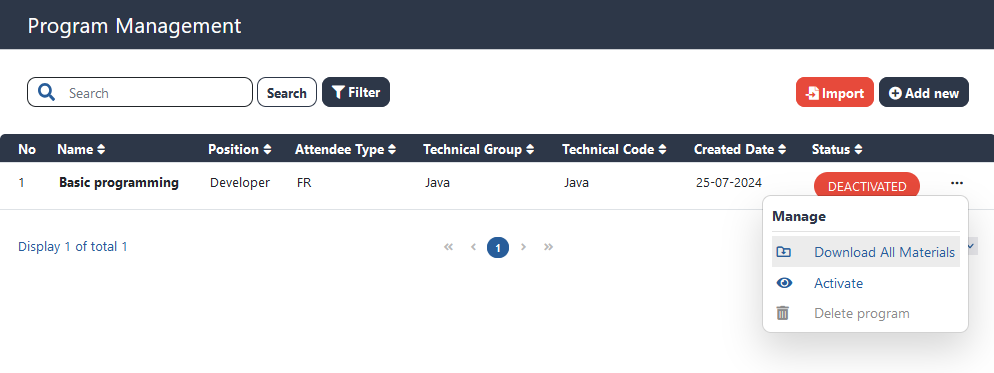 Program Management
Search Search Filter Import Add new
No Name Position Attendee Type Technical Group Technical Code Created Date Status
1 Basic programming Developer FR Java Java 25-07-2024 DEACTIVATED ...
Manage
Display 1 of total 1 « ‹ 1 › »
Download All Materials
Activate
Delete program